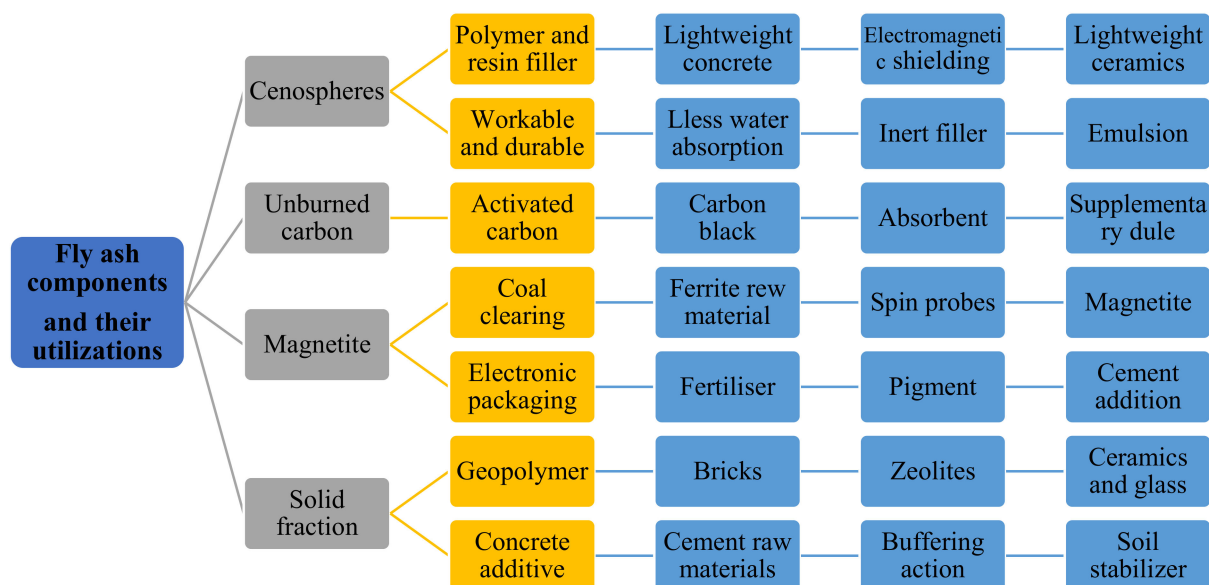 Fly ash
components
and their
utilizations
Cenospheres
Polymer and
resin filler
Lightweight
concrete
Electromagneti
c shielding
Lightweight
ceramics
Workable
and durable
Lless water
absorption
Inert filler
Emulsion
Unburned
carbon
Activated
carbon
Carbon
black
Absorbent
Supplementa
ry dule
Magnetite
Coal
clearing
Ferrite rew
material
Spin probes
Magnetite
Electronic
packaging
Fertiliser
Pigment
Cement
addition
Solid
fraction
Geopolymer
Bricks
Zeolites
Ceramics
and glass
Concrete
additive
Cement raw
materials
Buffering
action
Soil
stabilizer